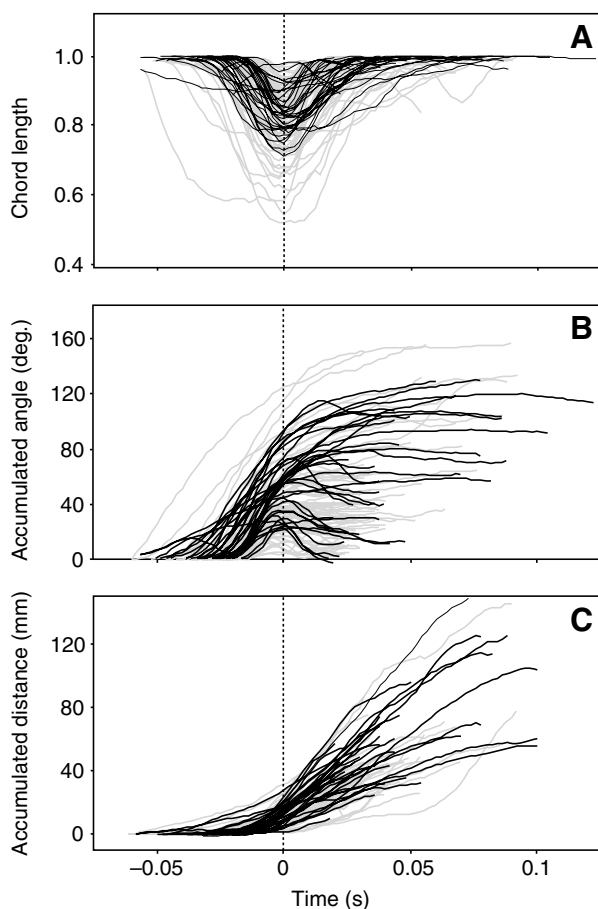 A
Chord length
1.0
0.8
0.6
0.4
B
Accumulated angle (deg.)
160
120
80
40
0
C
Accumulated distance (mm)
120
80
40
0
–0.05 0 0.05 0.1
Time (s)